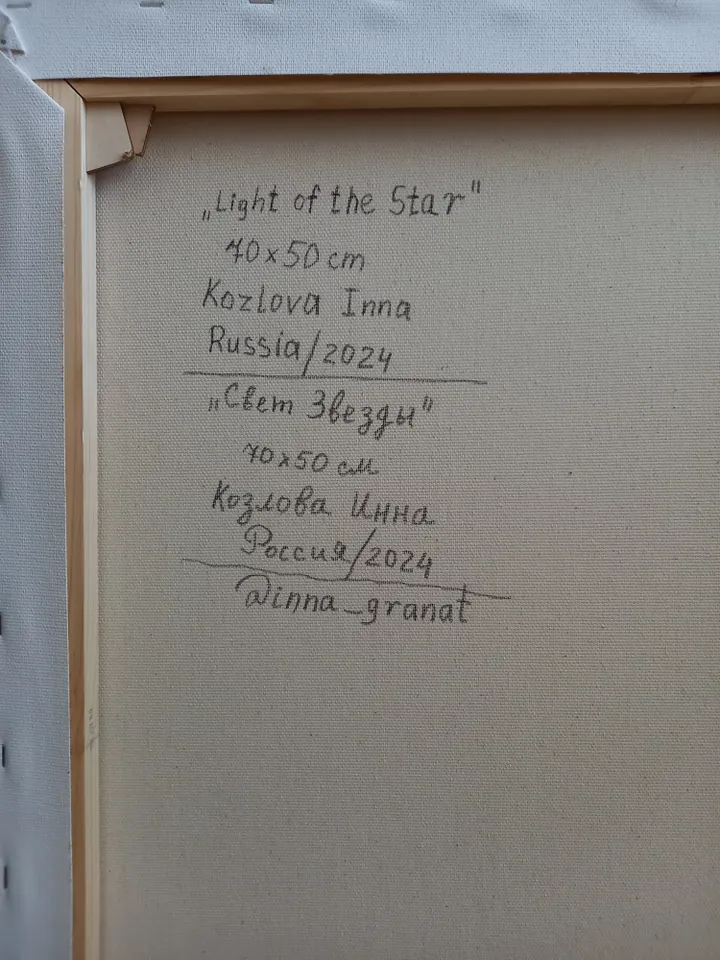 „Light of the Star"
70x50 cm
Kozlova Inna
Russia/2024
„Свет Звезды"
70x50 см
Козлова Инна
Россия/2024
@inna_granat